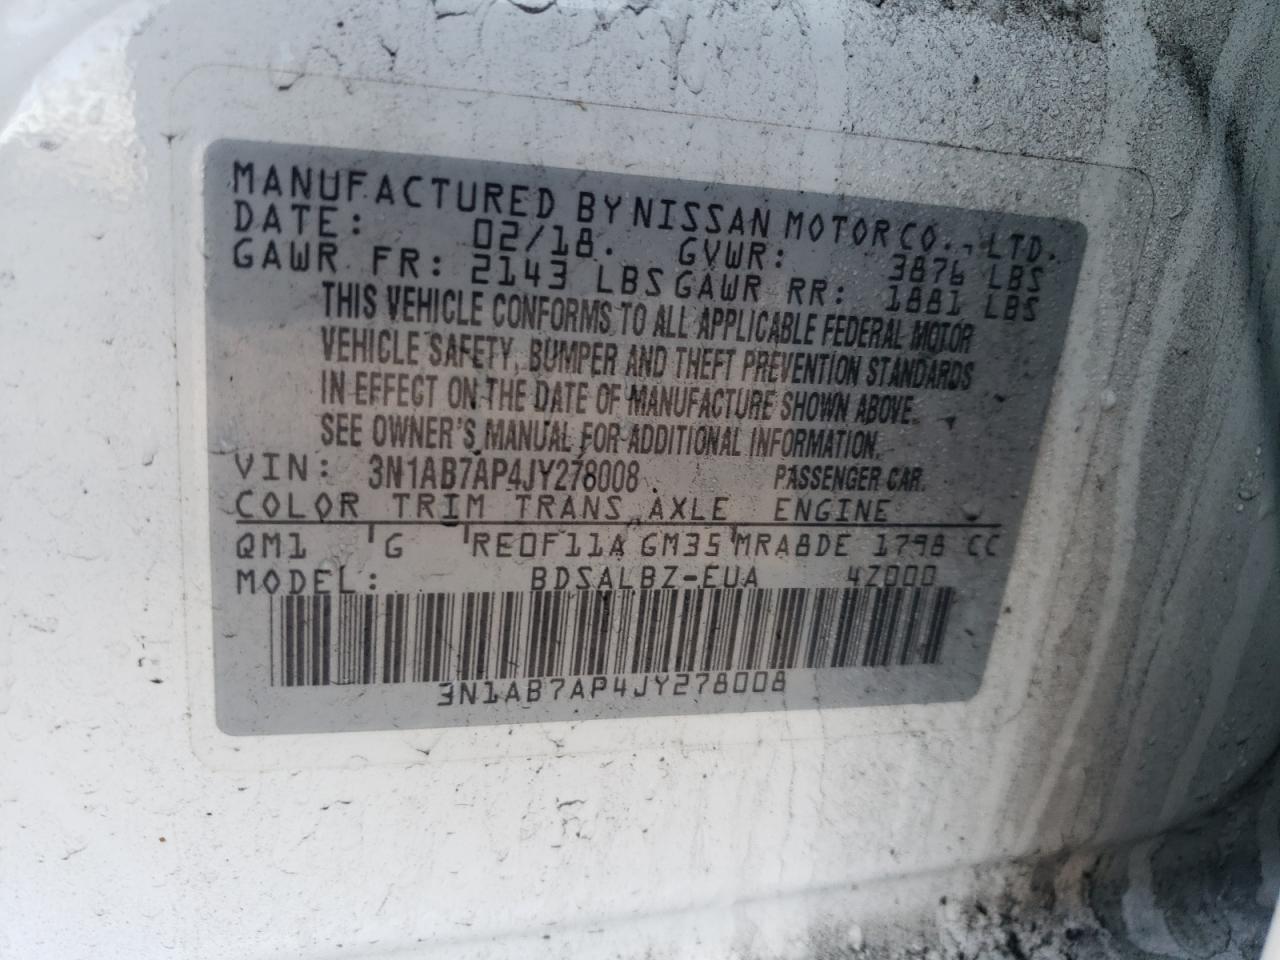 MANUFACTURED BY NISSAN MOTOR CO., LTD.
DATE: 02/18. GVWR: 3876 LBS
GAWR FR: 2143 LBS GAWR RR: 1881 LBS
THIS VEHICLE CONFORMS TO ALL APPLICABLE FEDERAL MOTOR
VEHICLE SAFETY, BUMPER AND THEFT PREVENTION STANDARDS
IN EFFECT ON THE DATE OF MANUFACTURE SHOWN ABOVE.
SEE OWNER'S MANUAL FOR ADDITIONAL INFORMATION.
VIN: 3N1AB7AP4JY278008 PASSENGER CAR.
COLOR TRIM TRANS AXLE ENGINE
QM1 G RE0F11A GM35 MRA8DE 1798 CC
MODEL: BDSALBZ-EUA 4Z000
3N1AB7AP4JY278008